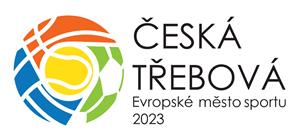 ČESKÁ
TŘEBOVÁ
Evropské město sportu
2023